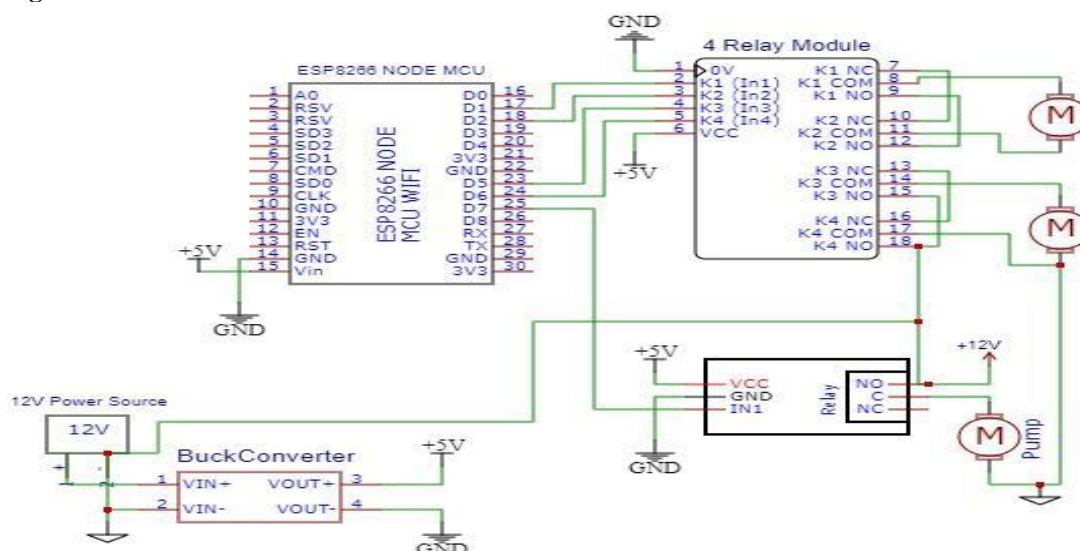 GND
4 Relay Module
1 0V
2 K1 (In1)
3 K2 (In2)
4 K3 (In3)
5 K4 (In4)
6 VCC
+5V
K1 NC 7
K1 COM 8
K1 NO 9
K2 NC 10
K2 COM 11
K2 NO 12
K3 NC 13
K3 COM 14
K3 NO 15
K4 NC 16
K4 COM 17
K4 NO 18
M
M
ESP8266 NODE MCU
1 A0
2 RSV
3 RSV
4 SD3
5 SD2
6 SD1
7 CMD
8 SD0
9 CLK
10 GND
11 3V3
12 EN
13 RST
14 GND
15 Vin
ESP8266 NODE
MCU WIFI
D0 16
D1 17
D2 18
D3 19
D4 20
3V3 21
GND 22
D5 23
D6 24
D7 25
D8 26
RX 27
TX 28
GND 29
3V3 30
+5V
GND
+5V
VCC
GND
IN1
Relay
NO
C
NC
GND
+12V
M
Pump
12V Power Source
12V
+
BuckConverter
1 VIN+
2 VIN-
VOUT+ 3
VOUT- 4
+5V
GND